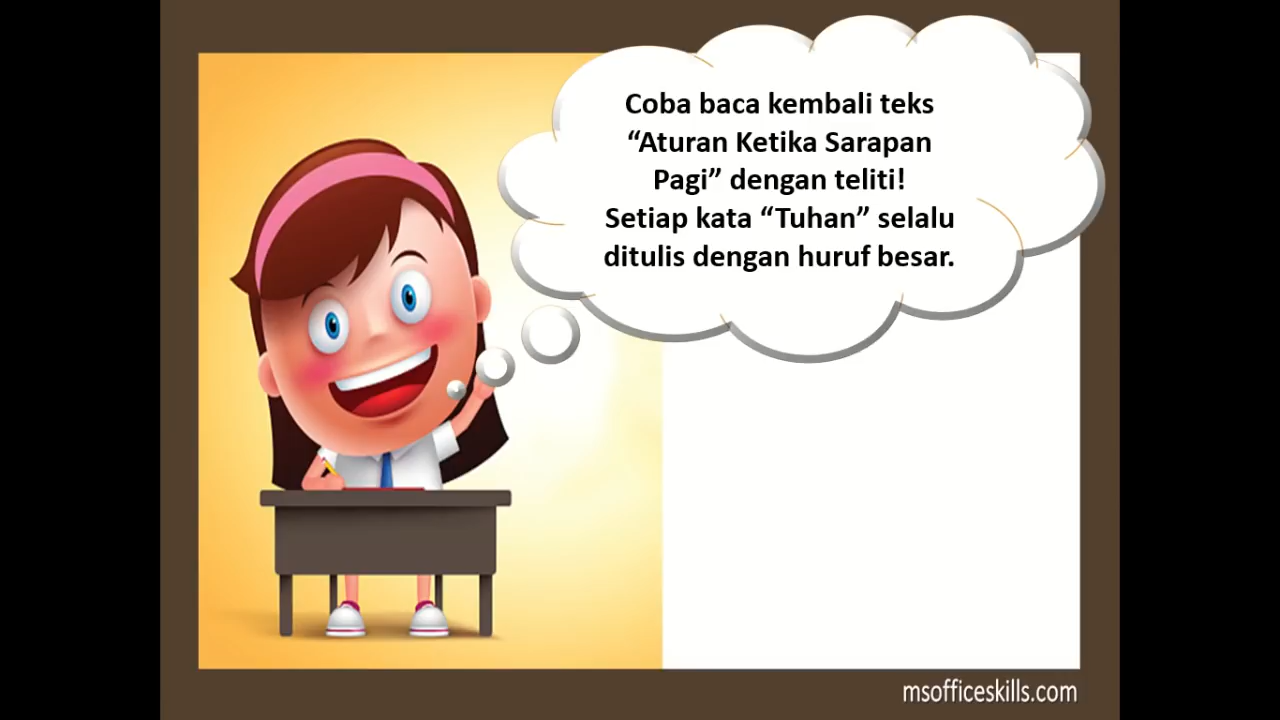 Coba baca kembali teks
“Aturan Ketika Sarapan
Pagi” dengan teliti!
Setiap kata “Tuhan” selalu
ditulis dengan huruf besar.
msofficeskills.com